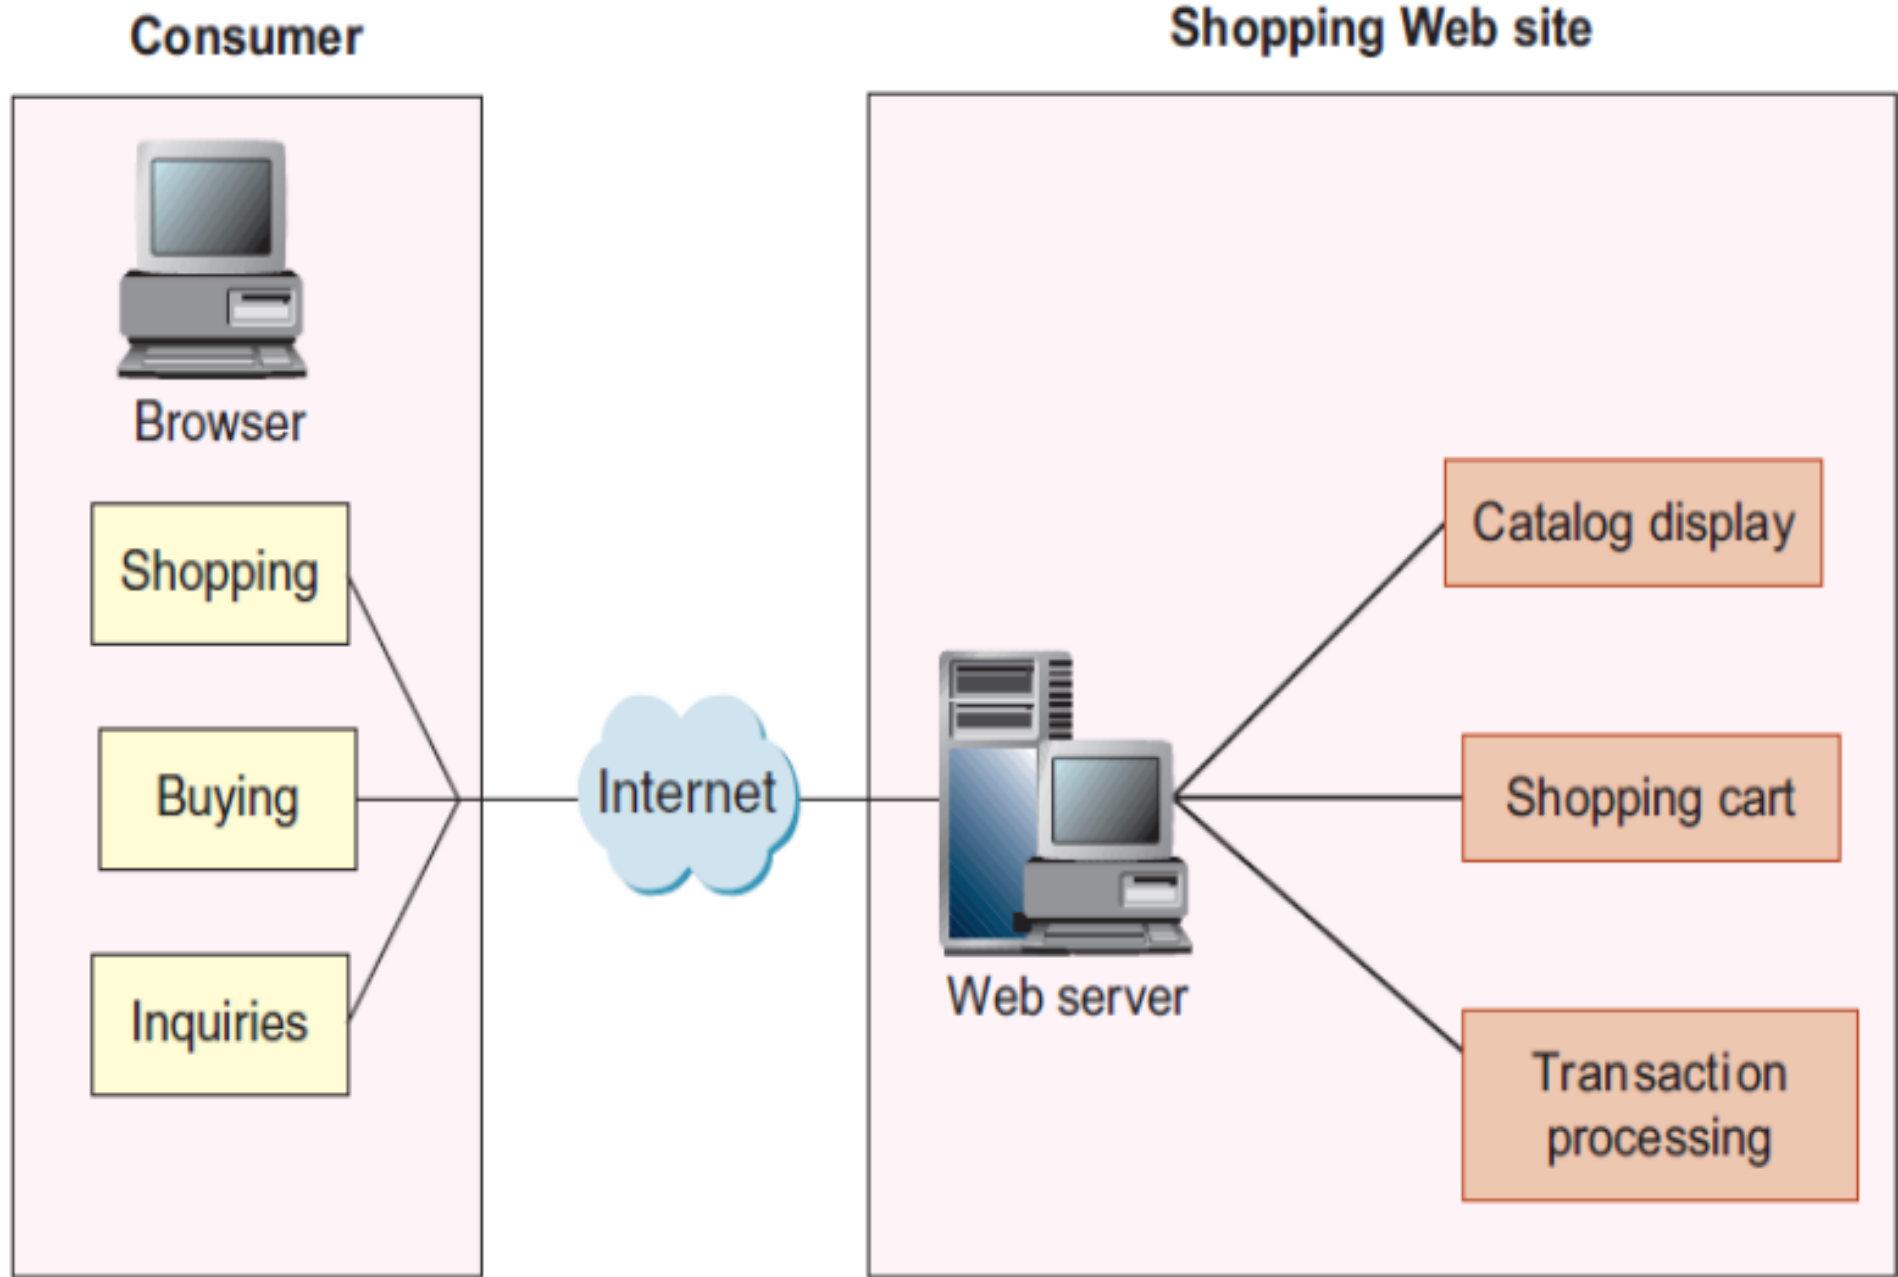 Consumer
Shopping Web site
Browser
Shopping
Buying
Inquiries
Internet
Web server
Catalog display
Shopping cart
Transaction
processing